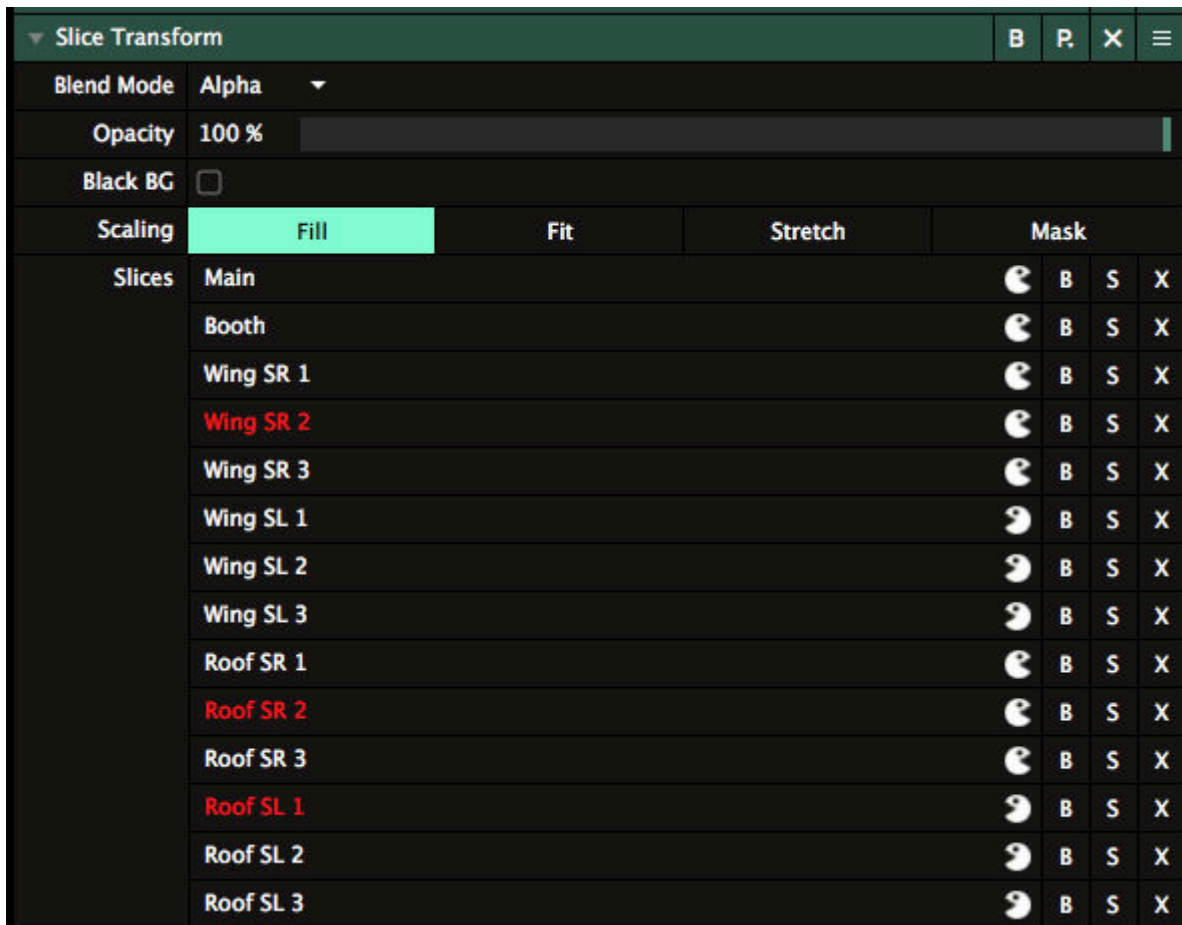 Slice Transform B P. X
Blend Mode Alpha
Opacity 100 %
Black BG
Scaling Fill Fit Stretch Mask
Slices Main B S X
Booth B S X
Wing SR 1 B S X
Wing SR 2 B S X
Wing SR 3 B S X
Wing SL 1 B S X
Wing SL 2 B S X
Wing SL 3 B S X
Roof SR 1 B S X
Roof SR 2 B S X
Roof SR 3 B S X
Roof SL 1 B S X
Roof SL 2 B S X
Roof SL 3 B S X